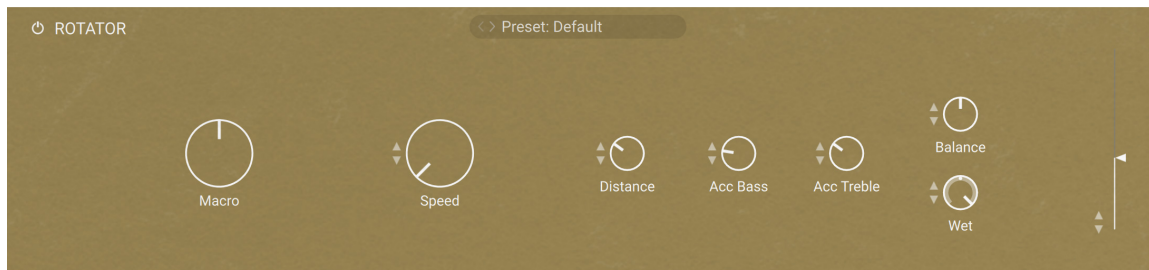 ROTATOR
Preset: Default
Macro
Speed
Distance
Acc Bass
Acc Treble
Balance
Wet